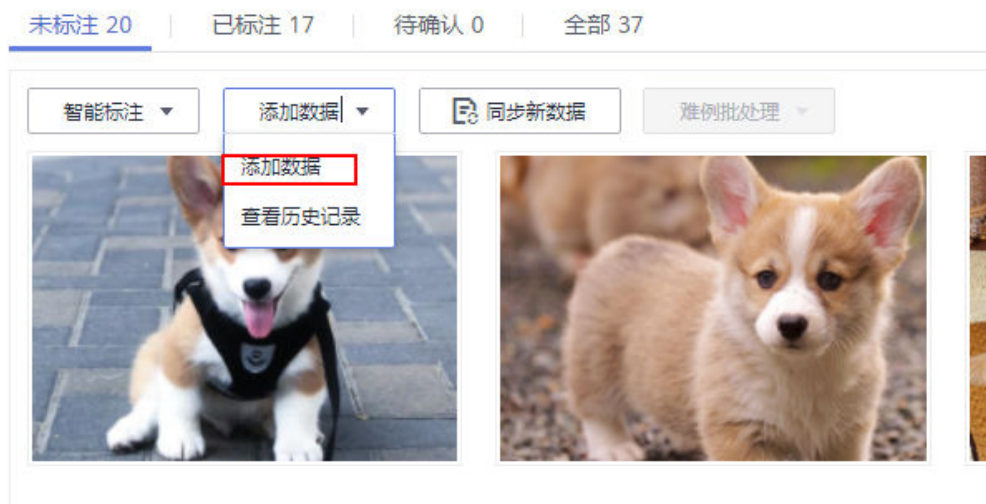 未标注 20 已标注 17 待确认 0 全部 37
智能标注 添加数据 同步新数据 难例批处理
添加数据
查看历史记录